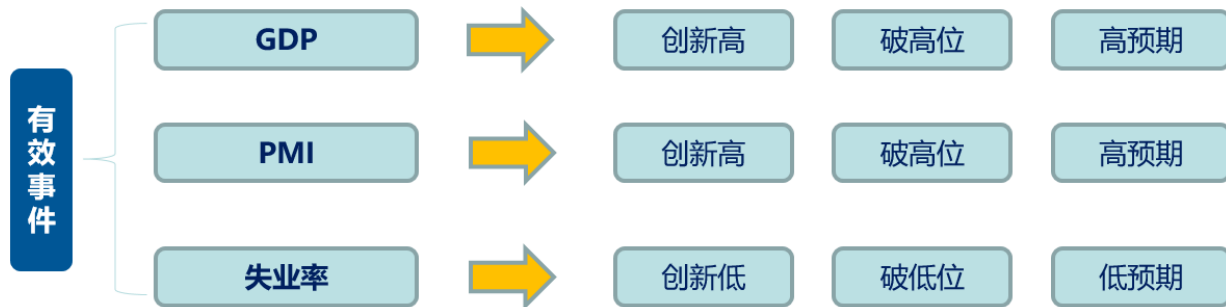 有效事件
GDP
创新高
破高位
高预期
PMI
创新高
破高位
高预期
失业率
创新低
破低位
低预期